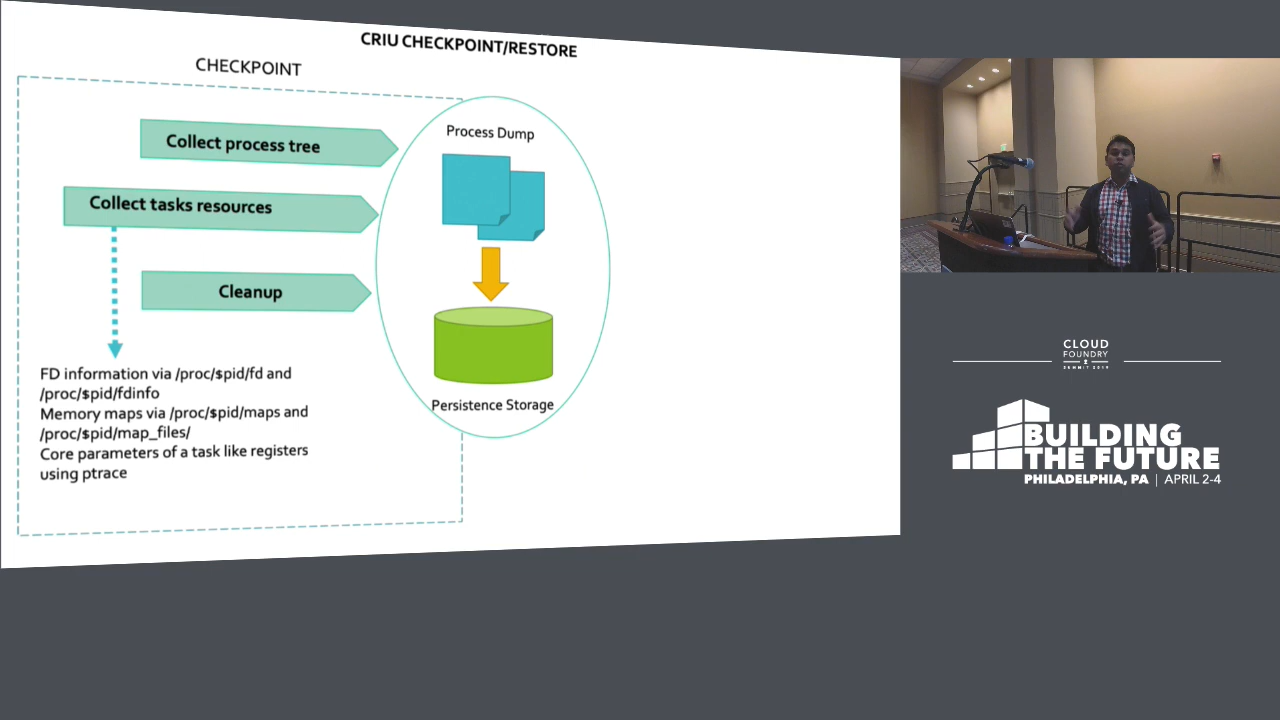 CRIU CHECKPOINT/RESTORE
CHECKPOINT
Collect process tree
Collect tasks resources
Cleanup
FD information via /proc/$pid/fd and
/proc/$pid/fdinfo
Memory maps via /proc/$pid/maps and
/proc/$pid/map_files/
Core parameters of a task like registers
using ptrace
Process Dump
Persistence Storage
CLOUD
FOUNDRY
SUMMIT 2019
BUILDING
THE FUTURE
PHILADELPHIA, PA | APRIL 2-4